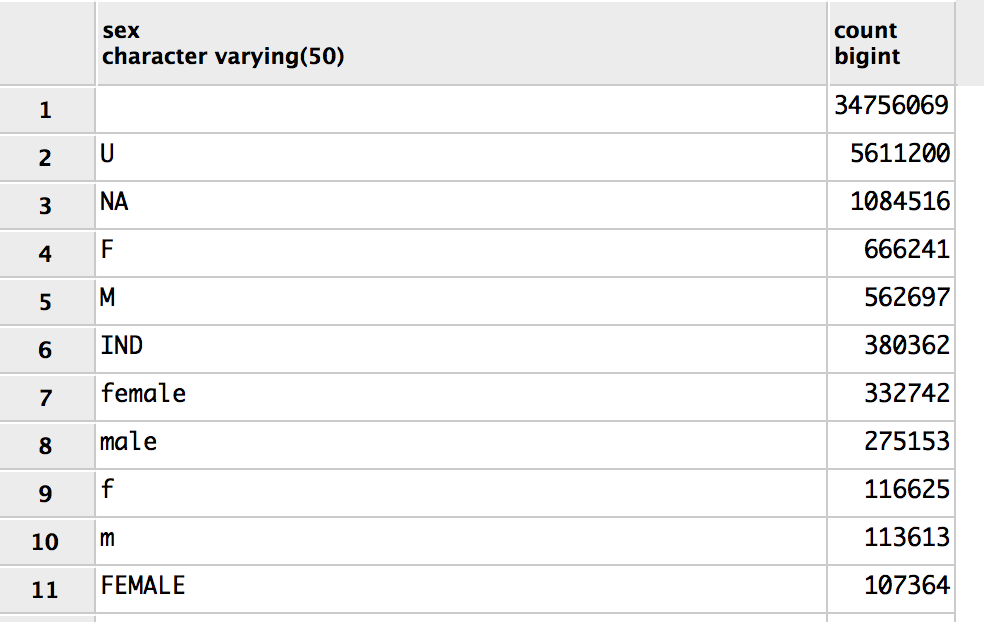 sex count
character varying(50) bigint
1 34756069
2 U 5611200
3 NA 1084516
4 F 666241
5 M 562697
6 IND 380362
7 female 332742
8 male 275153
9 f 116625
10 m 113613
11 FEMALE 107364